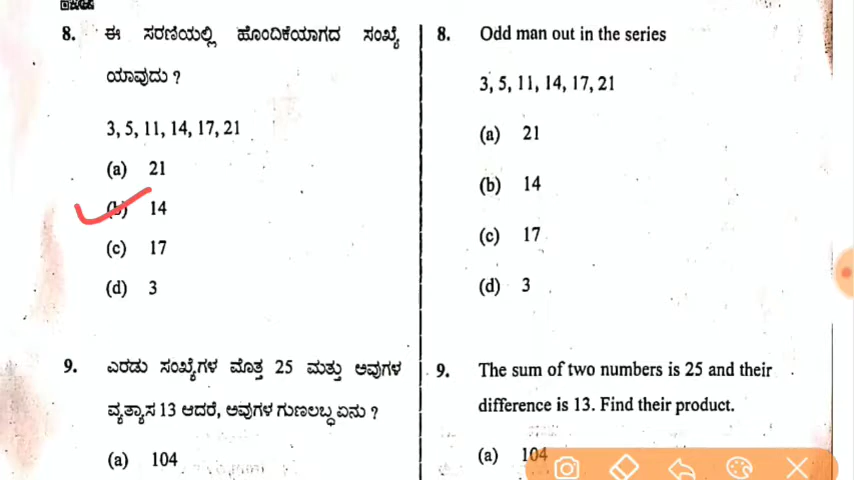 8. ಈ ಸರಣಿಯಲ್ಲಿ ಹೊಂದಿಕೆಯಾಗದ ಸಂಖ್ಯೆ
ಯಾವುದು ?
3, 5, 11, 14, 17, 21
(a) 21
(b) 14
(c) 17
(d) 3
9. ಎರಡು ಸಂಖ್ಯೆಗಳ ಮೊತ್ತ 25 ಮತ್ತು ಅವುಗಳ
ವ್ಯತ್ಯಾಸ 13 ಆದರೆ, ಅವುಗಳ ಗುಣಲಬ್ಧ ಏನು ?
(a) 104
8. Odd man out in the series
3, 5, 11, 14, 17, 21
(a) 21
(b) 14
(c) 17
(d) 3
9. The sum of two numbers is 25 and their
difference is 13. Find their product.
(a) 104